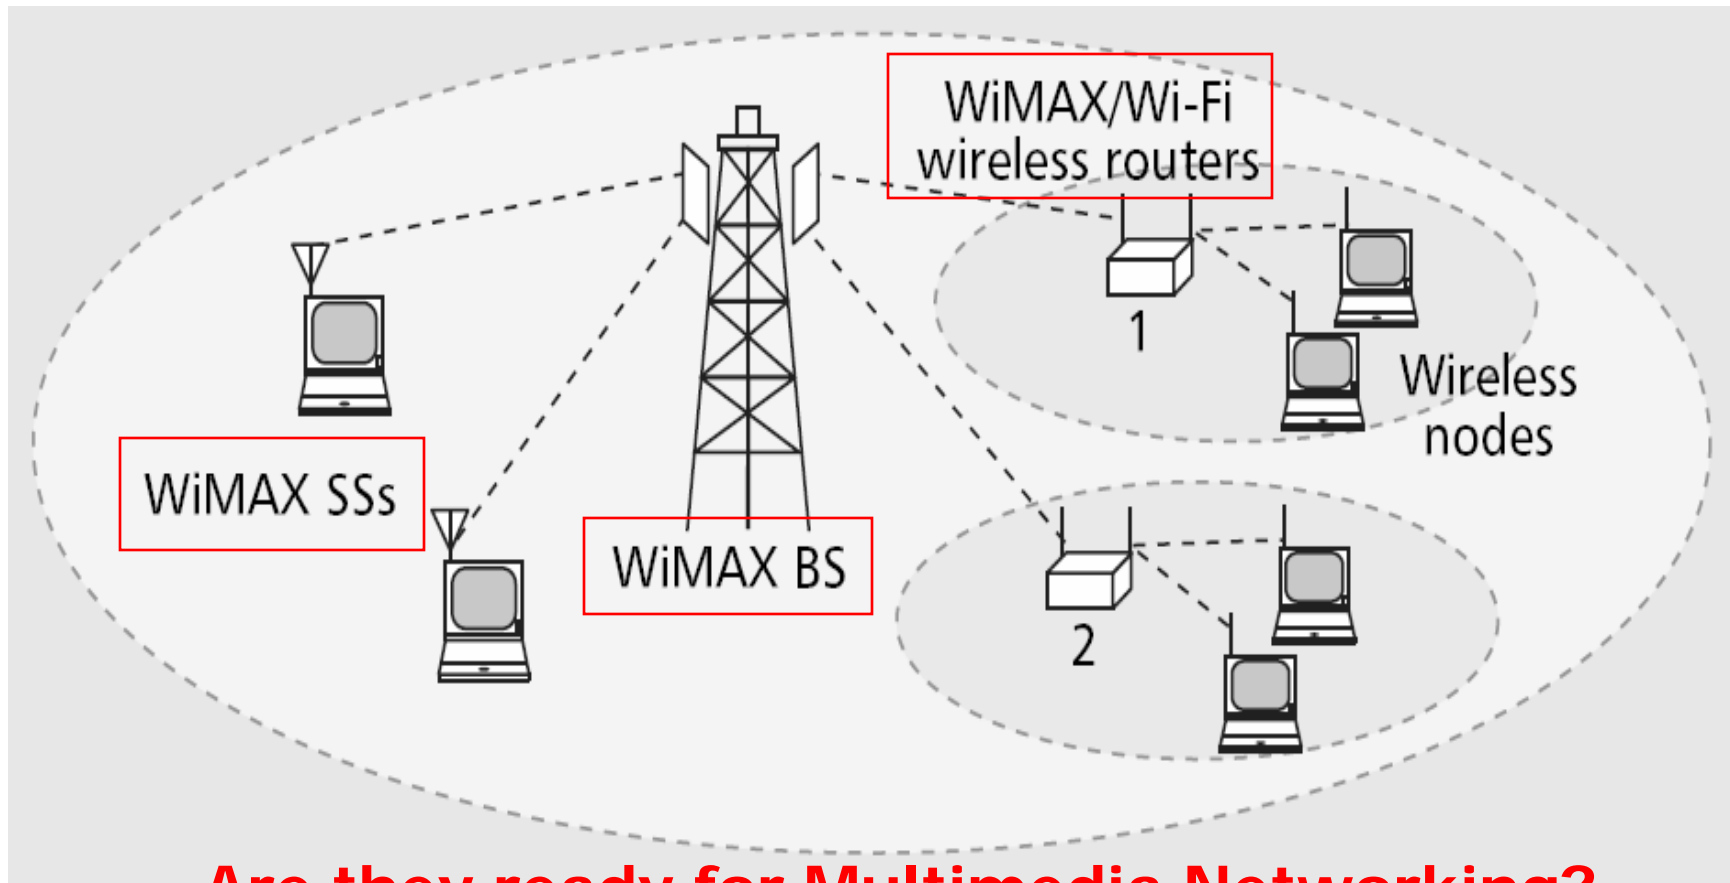 WiMAX/Wi-Fi
wireless routers
1
Wireless
nodes
WiMAX SSs
WiMAX BS
2
Are they ready for Multimedia Networking?